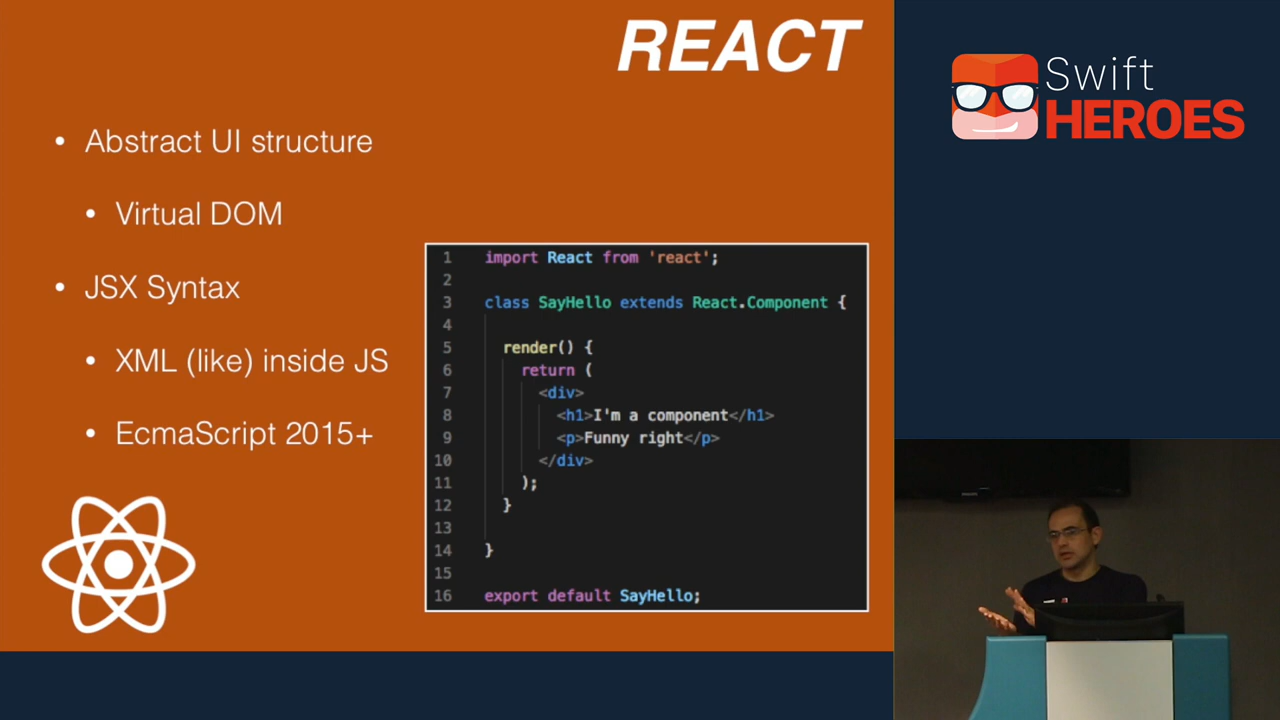 REACT
• Abstract UI structure
• Virtual DOM
• JSX Syntax
• XML (like) inside JS
• EcmaScript 2015+
1 import React from 'react';
2
3 class SayHello extends React.Component {
4
5 render() {
6 return (
7 <div>
8 <h1>I'm a component</h1>
9 <p>Funny right</p>
10 </div>
11 );
12 }
13
14 }
15
16 export default SayHello;
Swift
HEROES